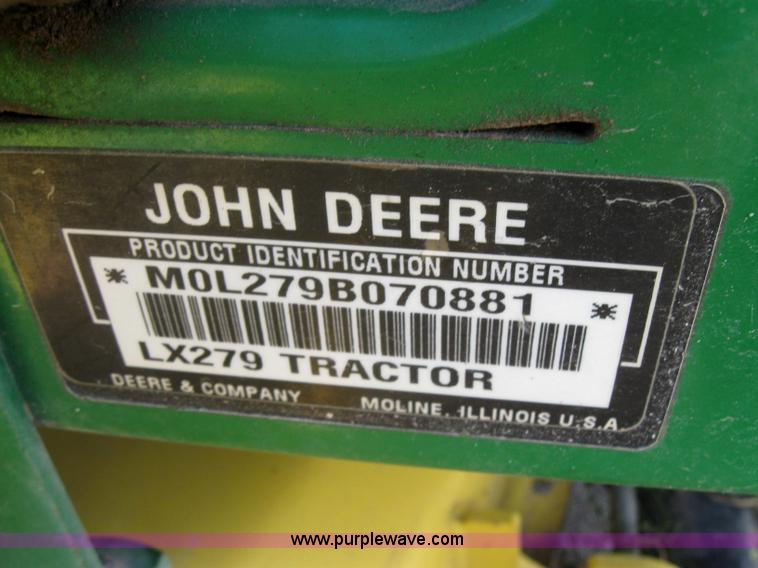 JOHN DEERE
PRODUCT IDENTIFICATION NUMBER
* M0L279B070881 *
LX279 TRACTOR
DEERE & COMPANY MOLINE, ILLINOIS U.S.A
www.purplewave.com